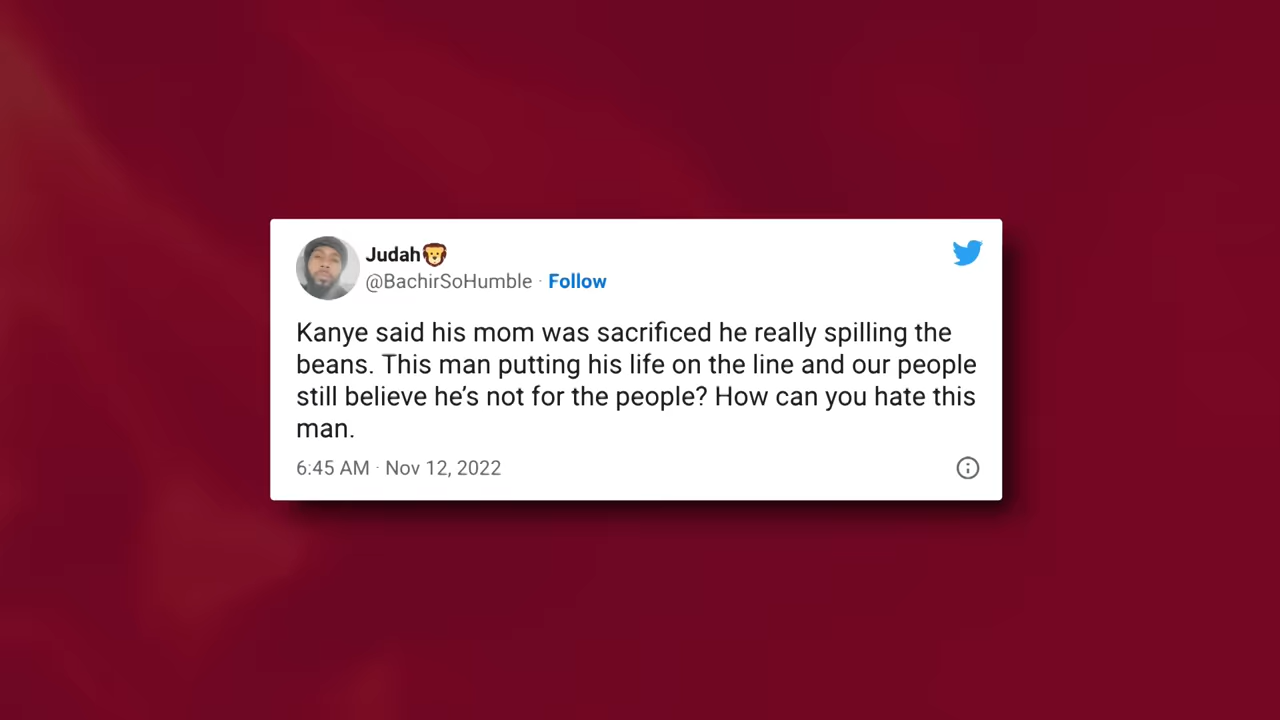 Judah🦁
@BachirSoHumble · Follow
Kanye said his mom was sacrificed he really spilling the
beans. This man putting his life on the line and our people
still believe he’s not for the people? How can you hate this
man.
6:45 AM · Nov 12, 2022